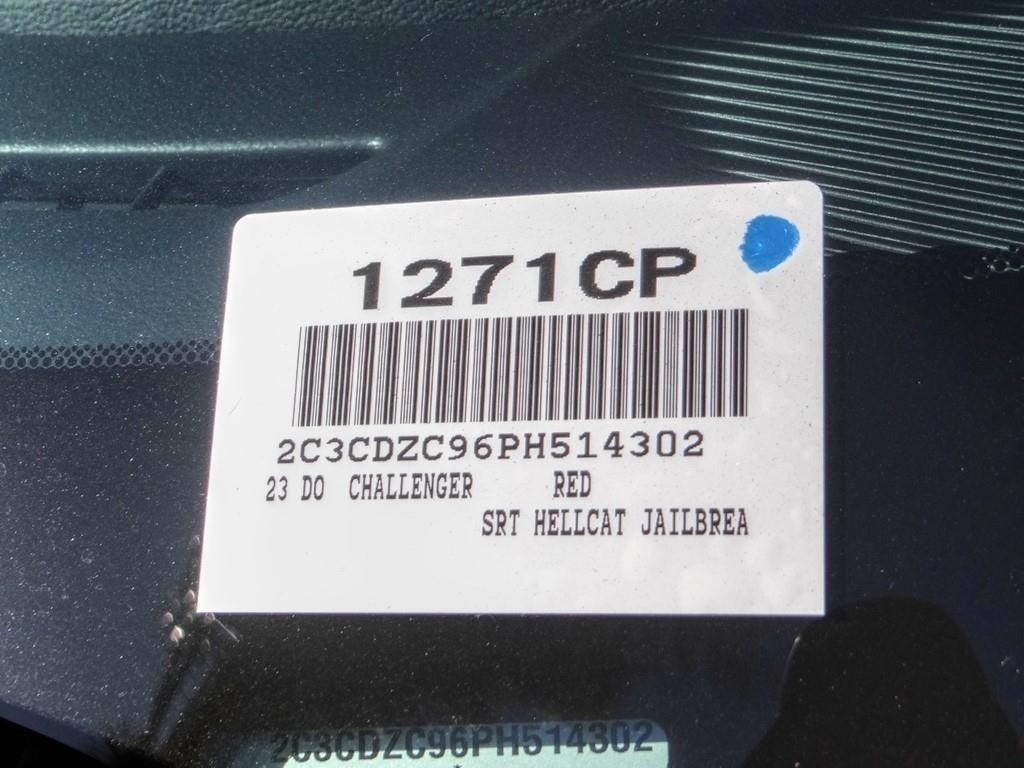 1271CP
2C3CDZC96PH514302
23 DO CHALLENGER RED
SRT HELLCAT JAILBREA
2C3CDZC96PH514302